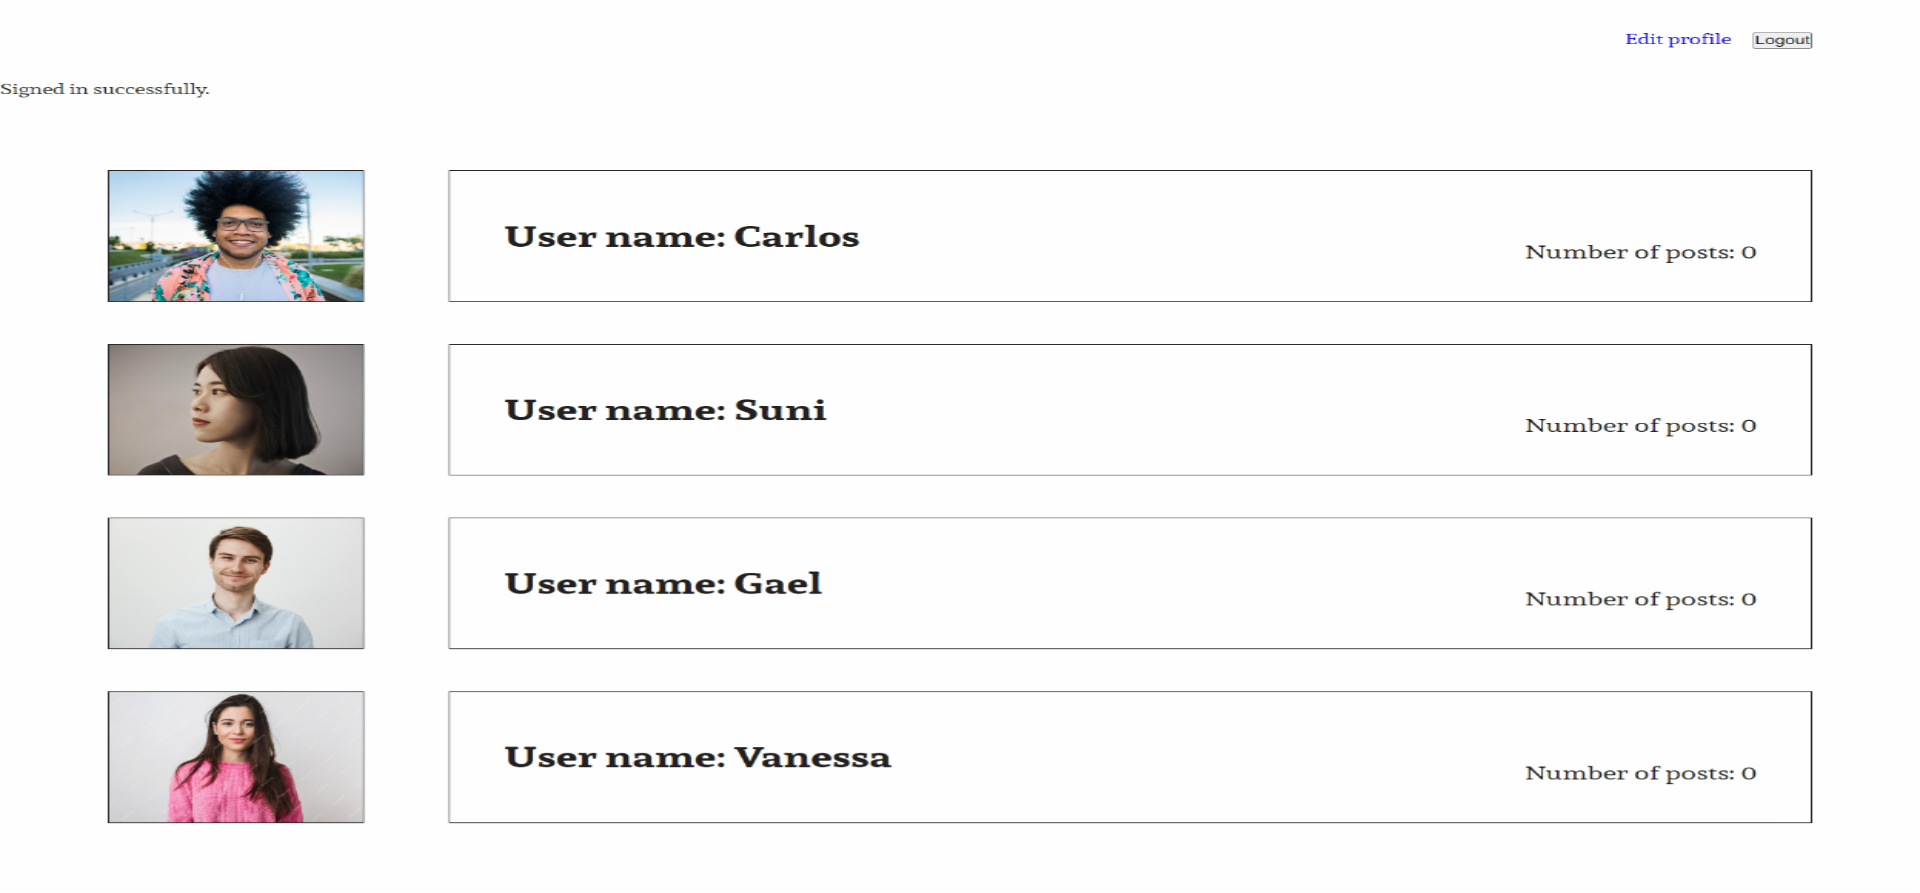 Edit profile Logout
Signed in successfully.
User name: Carlos
Number of posts: 0
User name: Suni
Number of posts: 0
User name: Gael
Number of posts: 0
User name: Vanessa
Number of posts: 0